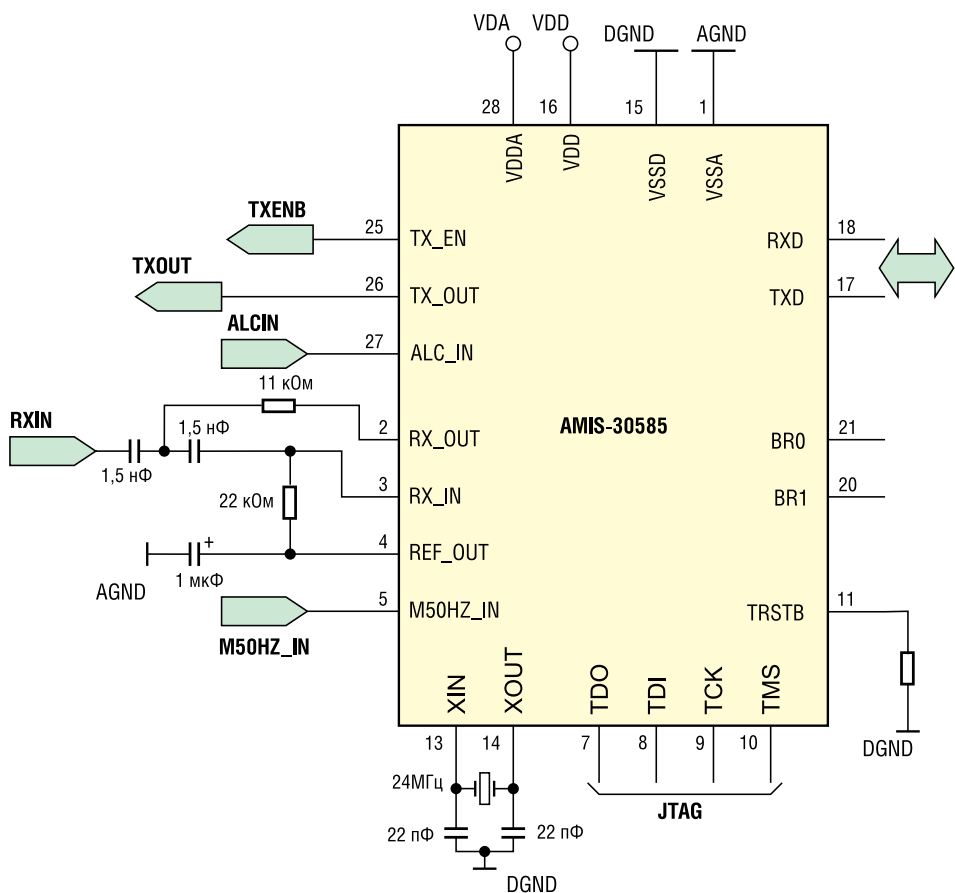 VDA VDD DGND AGND
28 16 15 1
VDDA VDD VSSD VSSA
TXENB
25 TX_EN
RXD 18
TXOUT
26 TX_OUT
TXD 17
ALCIN
27 ALC_IN
11 кОм
RXIN
1,5 нФ
1,5 нФ
2 RX_OUT
AMIS-30585
BR0 21
3 RX_IN
22 кОм
BR1 20
4 REF_OUT
+
1 мкФ
AGND
5 M50HZ_IN
M50HZ_IN
TRSTB 11
DGND
XIN XOUT TDO TDI TCK TMS
13 14 7 8 9 10
24МГц
JTAG
22 пФ 22 пФ
DGND